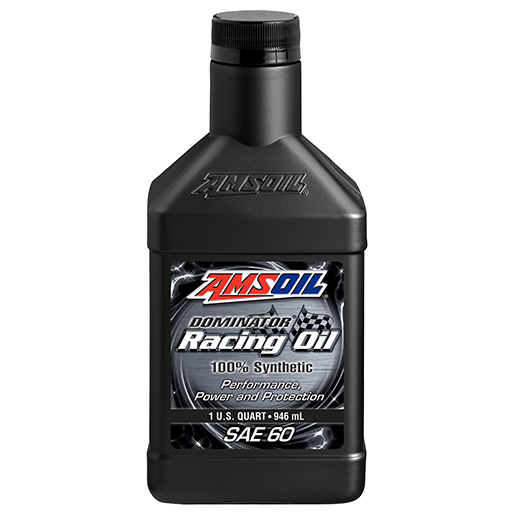 AMSOIL®
AMSOIL
DOMINATOR
Racing Oil
100% Synthetic
Performance,
Power and Protection
1 U.S. QUART • 946 mL
SAE 60